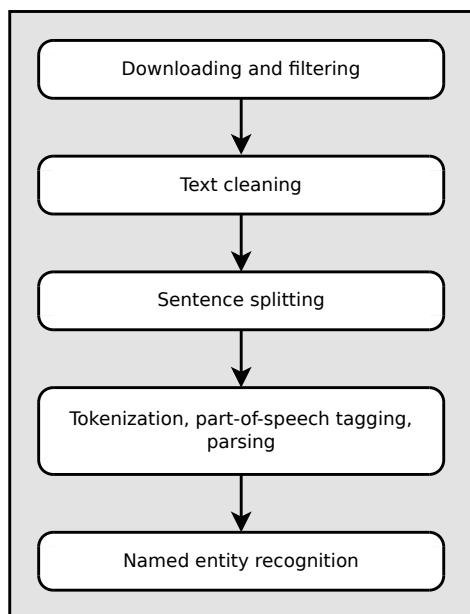 Downloading and filtering
Text cleaning
Sentence splitting
Tokenization, part-of-speech tagging,
parsing
Named entity recognition